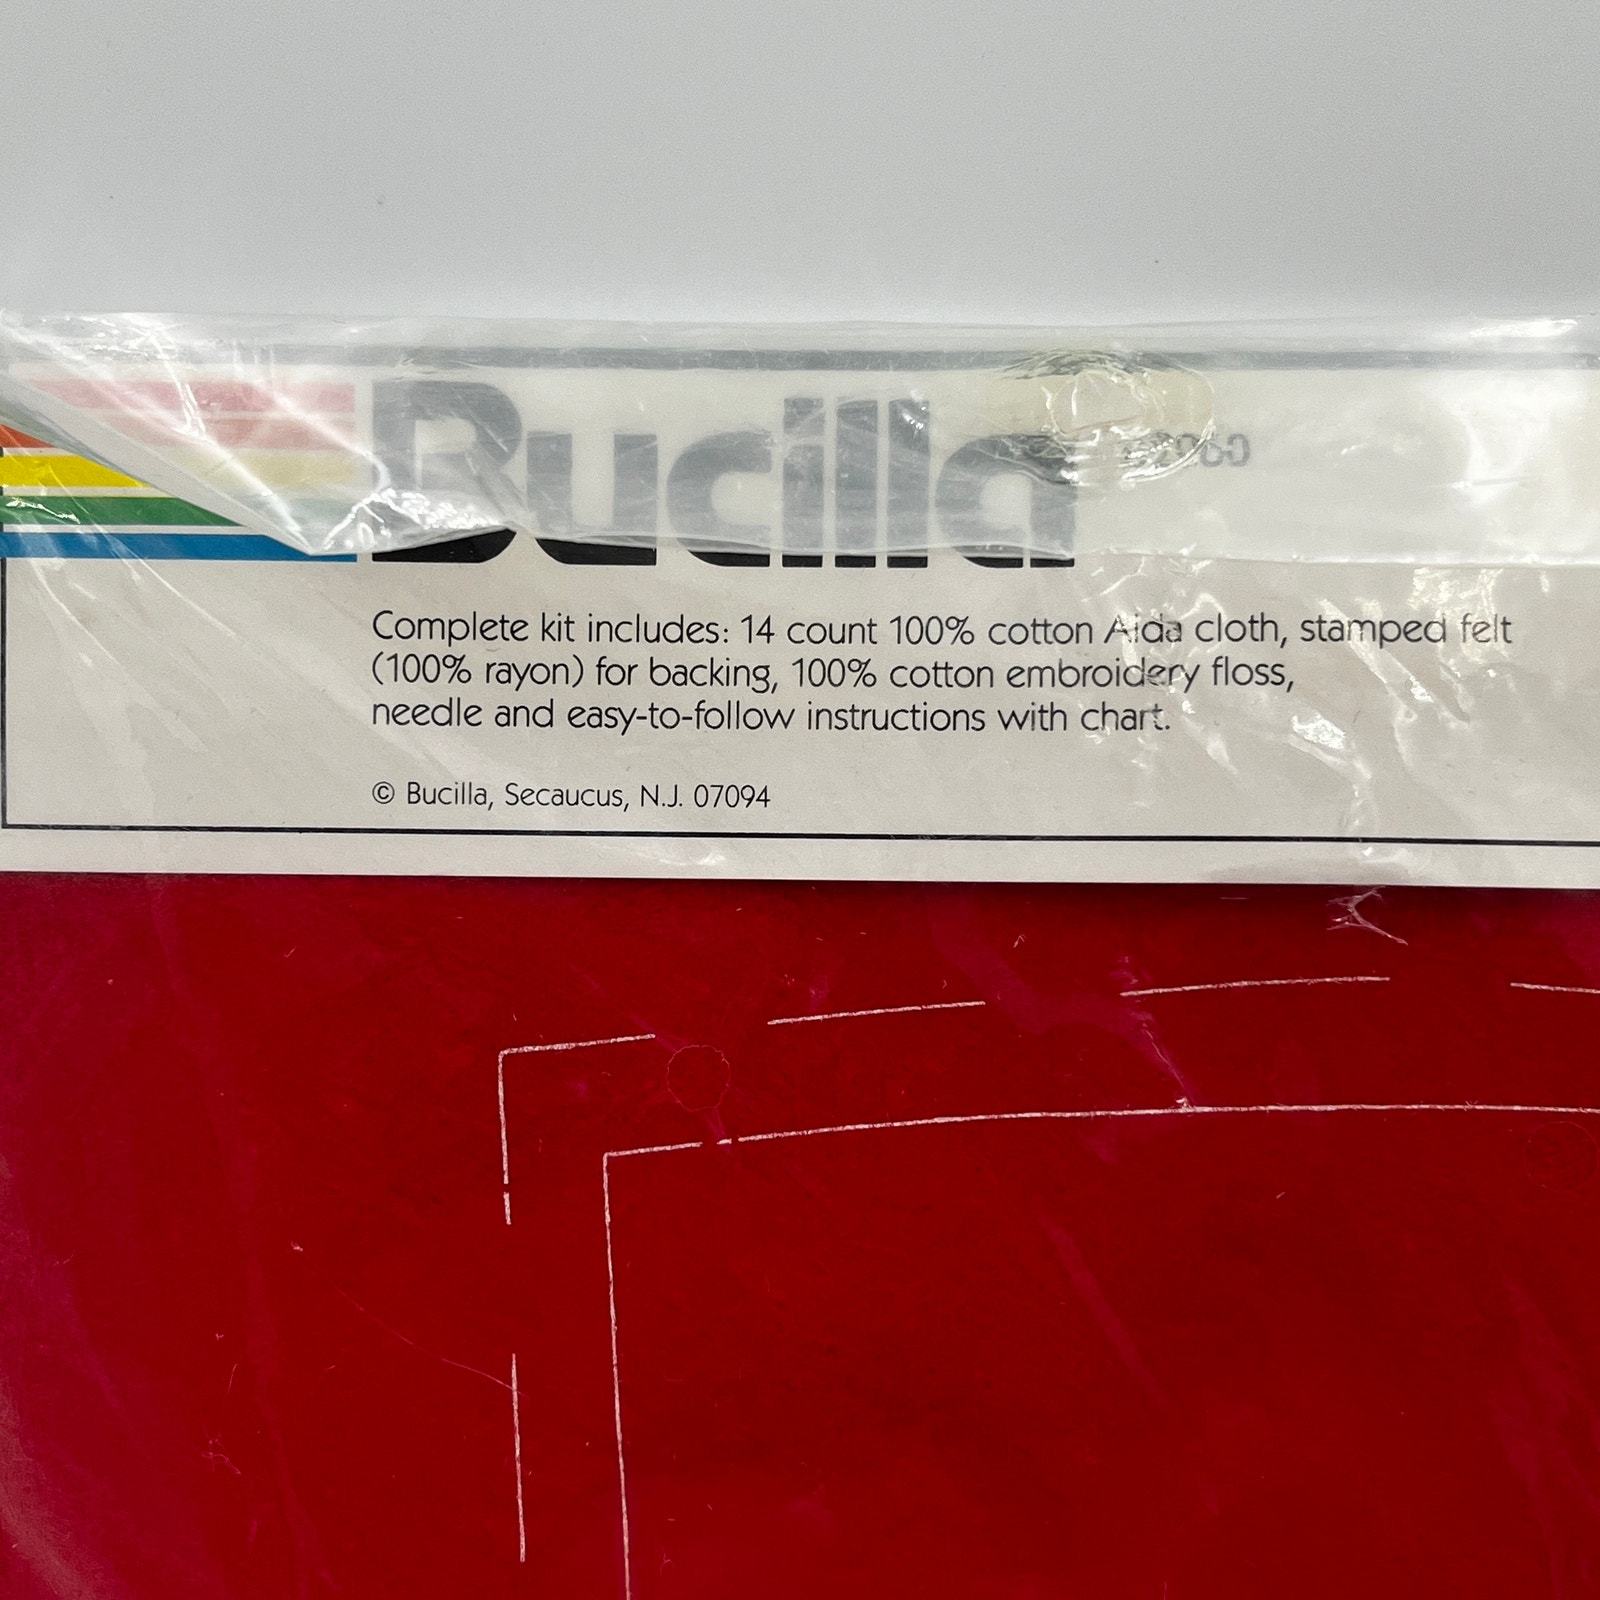 Bucilla
Complete kit includes: 14 count 100% cotton Aida cloth, stamped felt
(100% rayon) for backing, 100% cotton embroidery floss,
needle and easy-to-follow instructions with chart.
© Bucilla, Secaucus, N.J. 07094